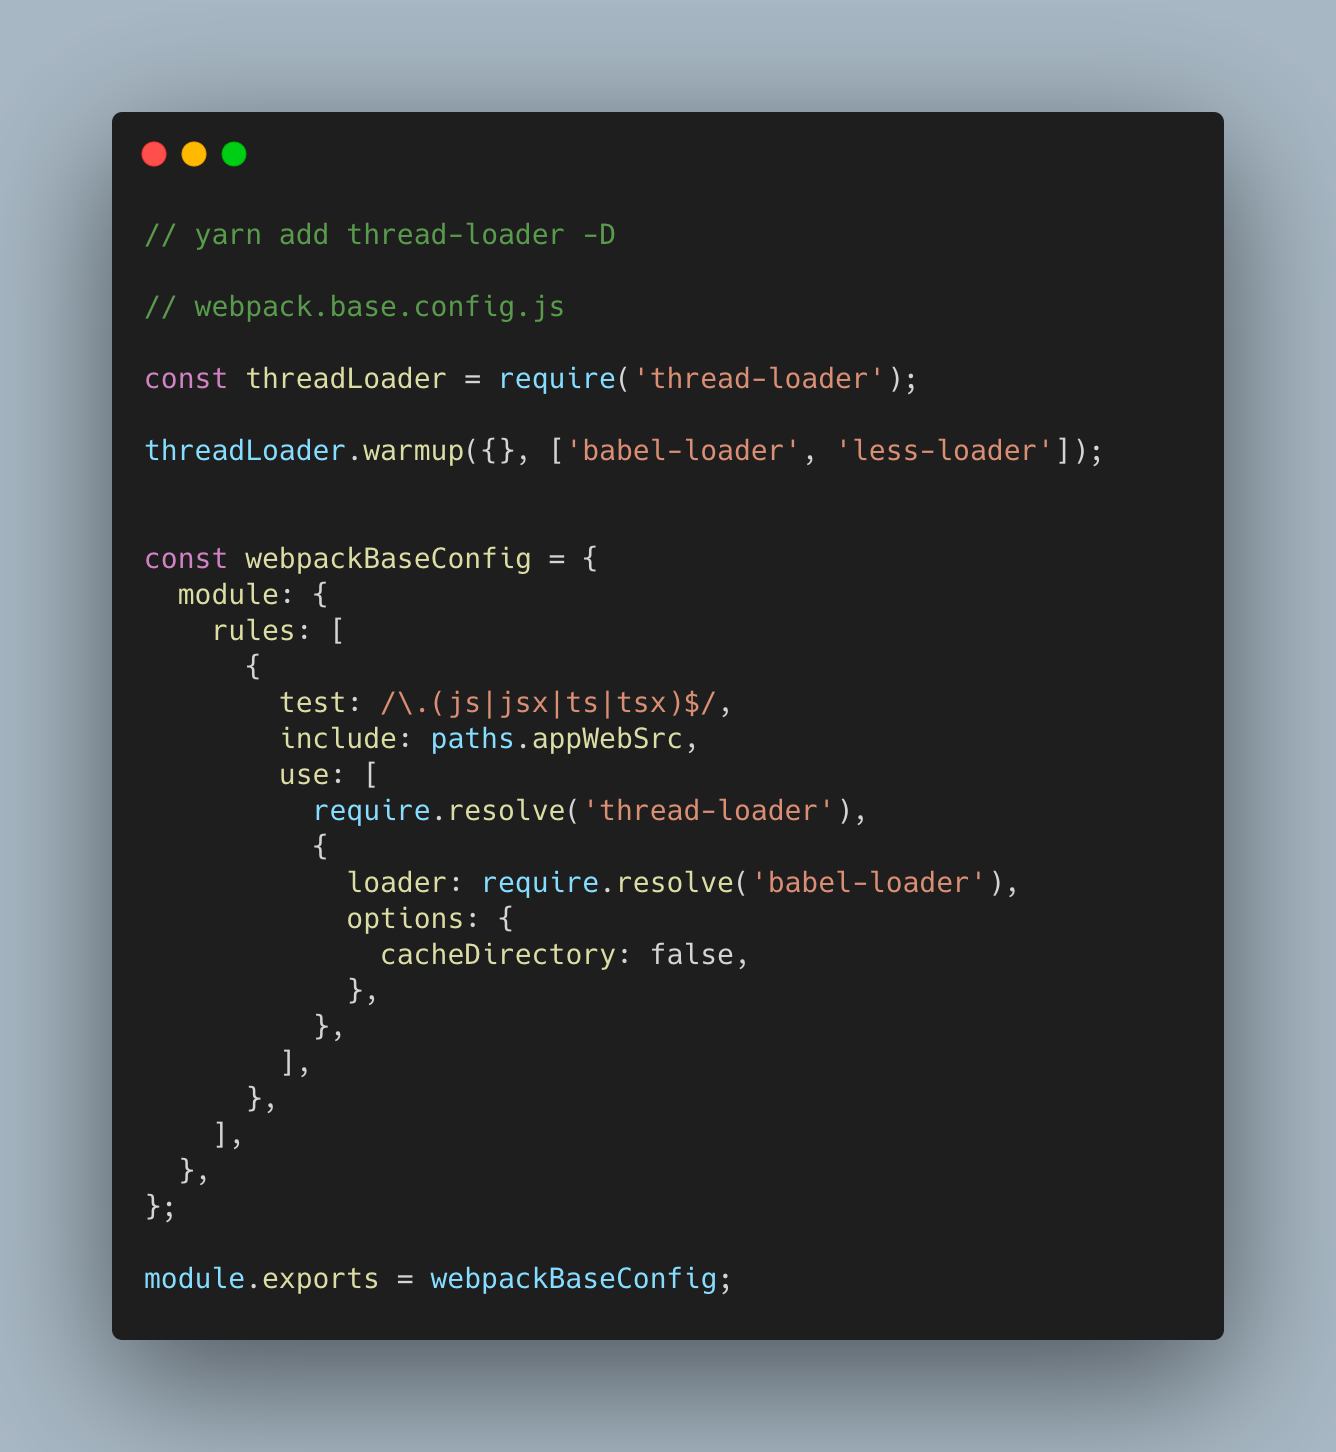 // yarn add thread-loader -D
// webpack.base.config.js
const threadLoader = require('thread-loader');
threadLoader.warmup({}, ['babel-loader', 'less-loader']);
const webpackBaseConfig = {
  module: {
    rules: [
      {
        test: /\.(js|jsx|ts|tsx)$/,
        include: paths.appWebSrc,
        use: [
          require.resolve('thread-loader'),
          {
            loader: require.resolve('babel-loader'),
            options: {
              cacheDirectory: false,
            },
          },
        ],
      },
    ],
  },
};
module.exports = webpackBaseConfig;